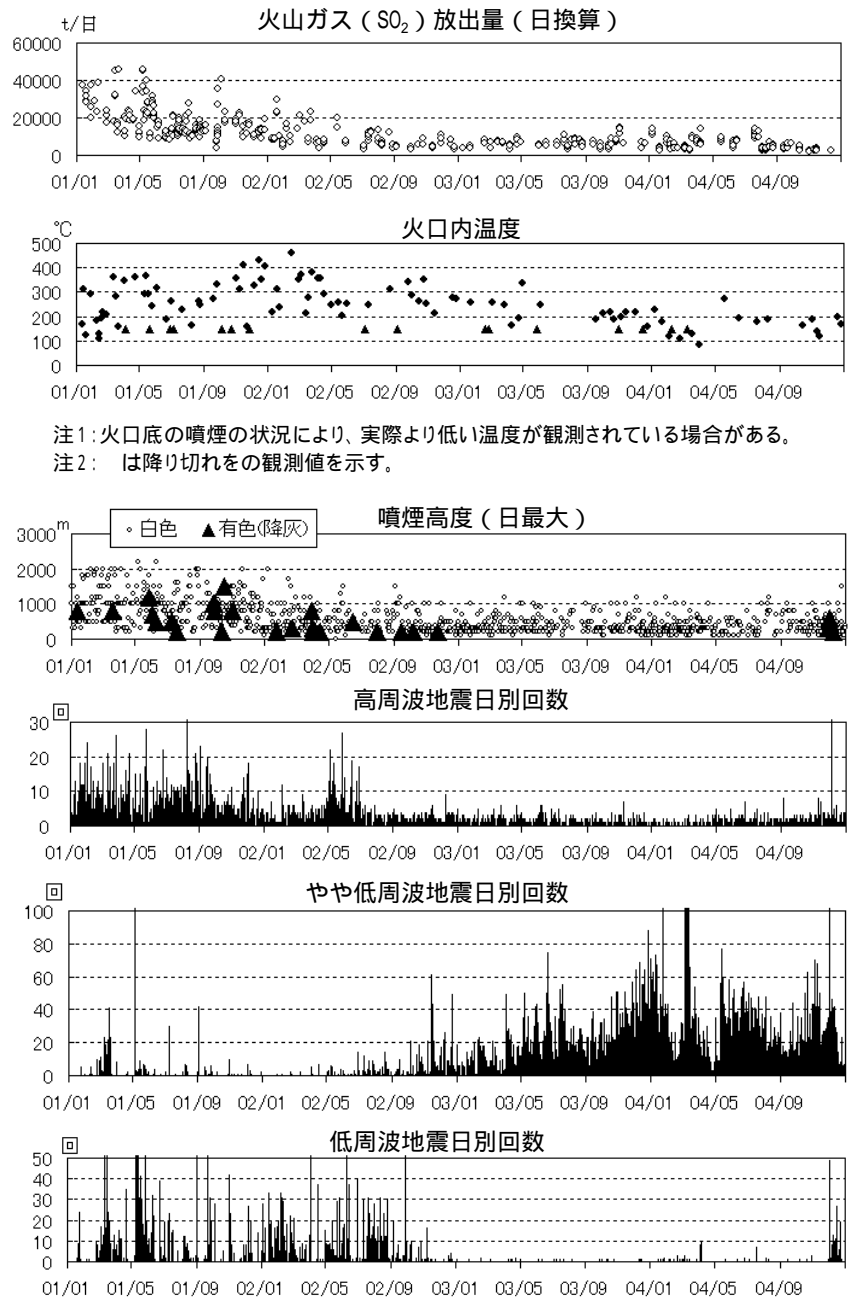 火山ガス（SO₂）放出量（日換算）
t/日
60000
40000
20000
0
01/01 01/05 01/09 02/01 02/05 02/09 03/01 03/05 03/09 04/01 04/05 04/09
火口内温度
℃
500
400
300
200
100
0
01/01 01/05 01/09 02/01 02/05 02/09 03/01 03/05 03/09 04/01 04/05 04/09
注1：火口底の噴煙の状況により、実際より低い温度が観測されている場合がある。
注2：　は降り切れをの観測値を示す。
噴煙高度（日最大）
○ 白色 ▲ 有色(降灰)
3000 m
2000
1000
0
01/01 01/05 01/09 02/01 02/05 02/09 03/01 03/05 03/09 04/01 04/05 04/09
高周波地震日別回数
回
30
20
10
0
01/01 01/05 01/09 02/01 02/05 02/09 03/01 03/05 03/09 04/01 04/05 04/09
やや低周波地震日別回数
回
100
80
60
40
20
0
01/01 01/05 01/09 02/01 02/05 02/09 03/01 03/05 03/09 04/01 04/05 04/09
低周波地震日別回数
回
50
40
30
20
10
0
01/01 01/05 01/09 02/01 02/05 02/09 03/01 03/05 03/09 04/01 04/05 04/09